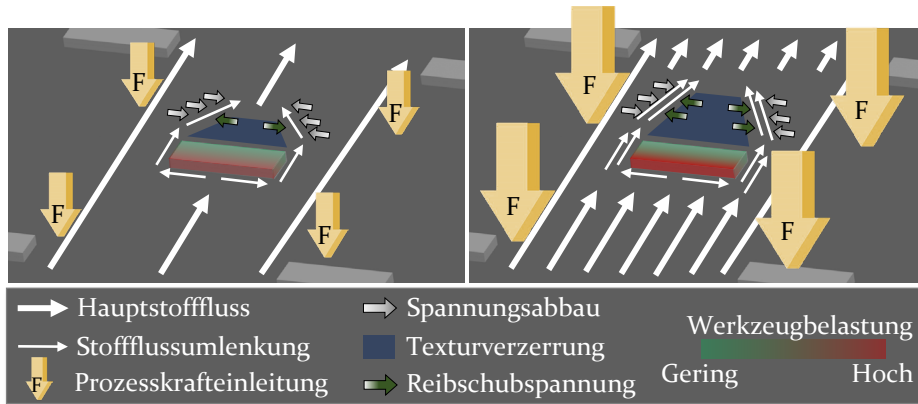 F
F
F
F
F
F
F
F
Hauptstofffluss
Spannungsabbau
Stoffflussumlenkung
Texturverzerrung
Werkzeugbelastung
F
Prozesskrafteinleitung
Reibschubspannung
Gering
Hoch